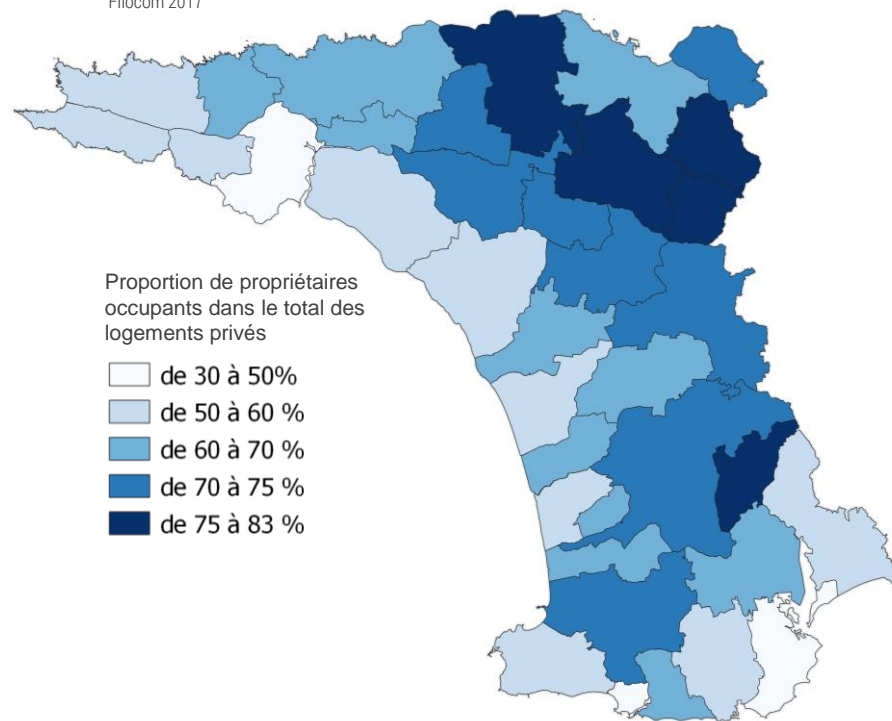 Filocom 2017
Proportion de propriétaires
occupants dans le total des
logements privés
de 30 à 50%
de 50 à 60 %
de 60 à 70 %
de 70 à 75 %
de 75 à 83 %